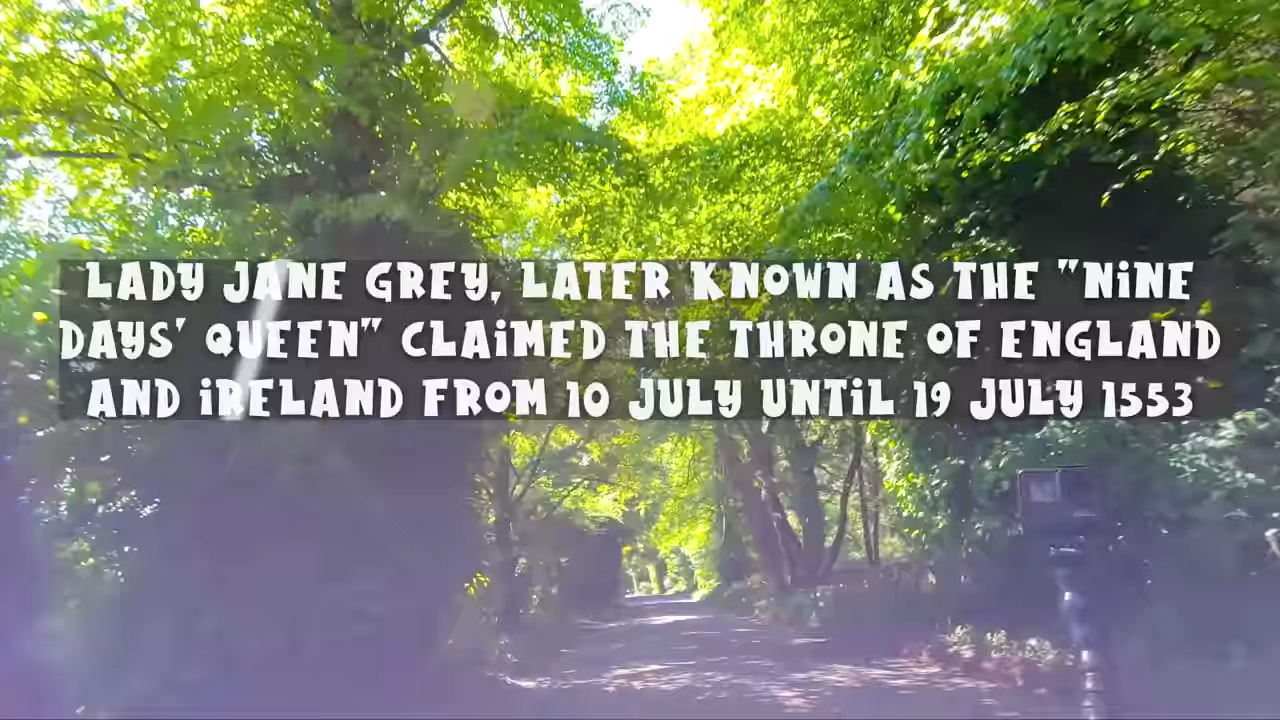 LADY JANE GREY, LATER KNOWN AS THE "NiNE
DAYS' QUEEN" CLAiMED THE THRONE OF ENGLAND
AND iRELAND FROM 10 JULY UNTiL 19 JULY 1553